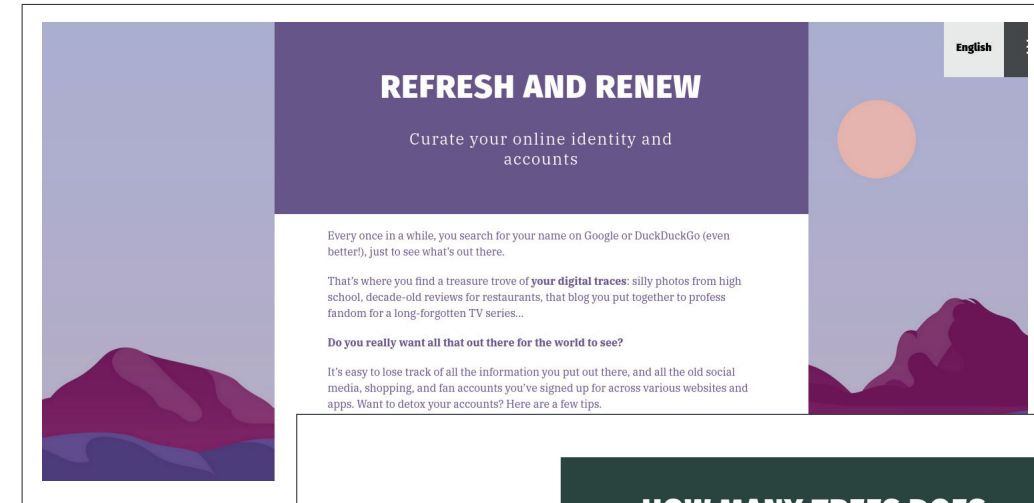 English
REFRESH AND RENEW
Curate your online identity and
accounts
Every once in a while, you search for your name on Google or DuckDuckGo (even
better!), just to see what's out there.
That's where you find a treasure trove of your digital traces: silly photos from high
school, decade-old reviews for restaurants, that blog you put together to profess
fandom for a long-forgotten TV series...
Do you really want all that out there for the world to see?
It's easy to lose track of all the information you put out there, and all the old social
media, shopping, and fan accounts you've signed up for across various websites and
apps. Want to detox your accounts? Here are a few tips.
HOW MANY TREES DOES